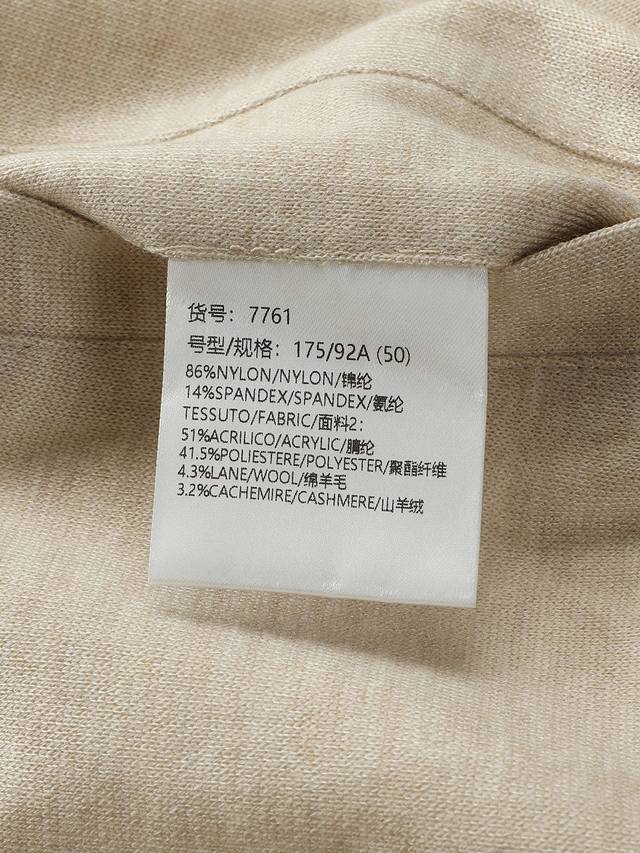 货号：7761
号型/规格：175/92A (50)
86%NYLON/NYLON/锦纶
14%SPANDEX/SPANDEX/氨纶
TESSUTO/FABRIC/面料2：
51%ACRILICO/ACRYLIC/腈纶
41.5%POLIESTERE/POLYESTER/聚酯纤维
4.3%LANE/WOOL/绵羊毛
3.2%CACHEMIRE/CASHMERE/山羊绒